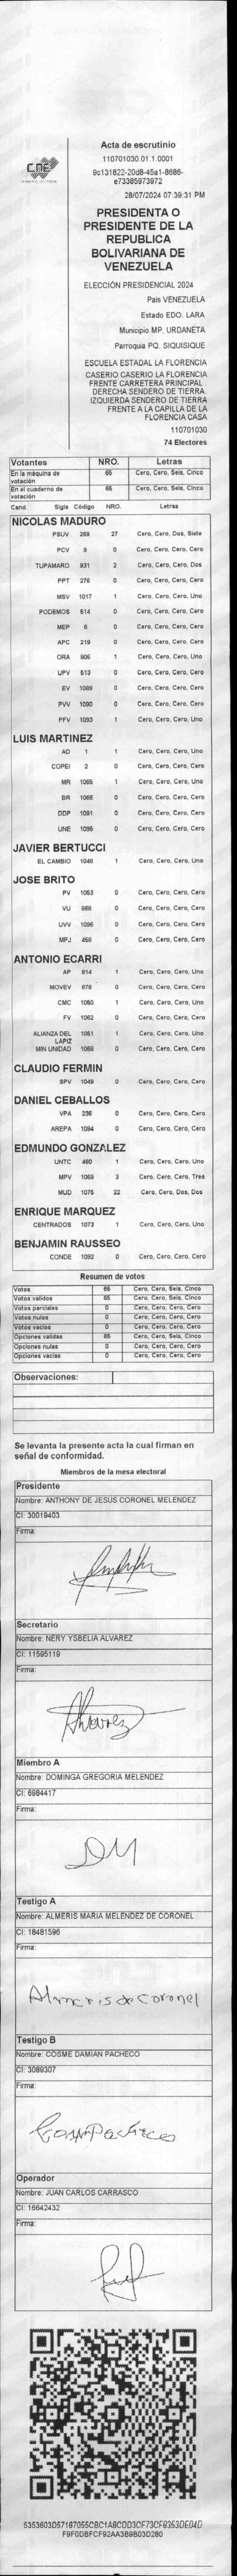 CNE
Acta de escrutinio
110701030.01.1.0001
9c131822-20d8-45a1-8686-
e73385973972
28/07/2024 07:39:31 PM
PRESIDENTA O
PRESIDENTE DE LA
REPUBLICA
BOLIVARIANA DE
VENEZUELA
ELECCIÓN PRESIDENCIAL 2024
País VENEZUELA
Estado EDO. LARA
Municipio MP. URDANETA
Parroquia PQ. SIQUISIQUE
ESCUELA ESTADAL LA FLORENCIA
CASERIO CASERIO LA FLORENCIA
FRENTE CARRETERA PRINCIPAL.
DERECHA SENDERO DE TIERRA.
IZQUIERDA SENDERO DE TIERRA
FRENTE A LA CAPILLA DE LA
FLORENCIA CASA
110701030
74 Electores
Votantes NRO. Letras
En la máquina de votación 65 Cero, Cero, Seis, Cinco
En el cuaderno de votación 65 Cero, Cero, Seis, Cinco
Cand. Sigla Código NRO. Letras
NICOLAS MADURO
PSUV 269 27 Cero, Cero, Dos, Siete
PCV 9 0 Cero, Cero, Cero, Cero
TUPAMARO 931 2 Cero, Cero, Cero, Dos
PPT 276 0 Cero, Cero, Cero, Cero
MSV 1017 1 Cero, Cero, Cero, Uno
PODEMOS 514 0 Cero, Cero, Cero, Cero
MEP 6 0 Cero, Cero, Cero, Cero
APC 219 0 Cero, Cero, Cero, Cero
ORA 906 1 Cero, Cero, Cero, Uno
UPV 513 0 Cero, Cero, Cero, Cero
EV 1089 0 Cero, Cero, Cero, Cero
PVV 1090 0 Cero, Cero, Cero, Cero
PFV 1093 1 Cero, Cero, Cero, Uno
LUIS MARTINEZ
AD 1 1 Cero, Cero, Cero, Uno
COPEI 2 0 Cero, Cero, Cero, Cero
MR 1065 1 Cero, Cero, Cero, Uno
BR 1066 0 Cero, Cero, Cero, Cero
DDP 1091 0 Cero, Cero, Cero, Cero
UNE 1095 0 Cero, Cero, Cero, Cero
JAVIER BERTUCCI
EL CAMBIO 1048 1 Cero, Cero, Cero, Uno
JOSE BRITO
PV 1053 0 Cero, Cero, Cero, Cero
VU 669 0 Cero, Cero, Cero, Cero
UVV 1096 0 Cero, Cero, Cero, Cero
MPJ 458 0 Cero, Cero, Cero, Cero
ANTONIO ECARRI
AP 914 1 Cero, Cero, Cero, Uno
MOVEV 878 0 Cero, Cero, Cero, Cero
CMC 1050 1 Cero, Cero, Cero, Uno
FV 1062 0 Cero, Cero, Cero, Cero
ALIANZA DEL LAPIZ 1051 1 Cero, Cero, Cero, Uno
MIN UNIDAD 1068 0 Cero, Cero, Cero, Cero
CLAUDIO FERMIN
SPV 1049 0 Cero, Cero, Cero, Cero
DANIEL CEBALLOS
VPA 236 0 Cero, Cero, Cero, Cero
AREPA 1094 0 Cero, Cero, Cero, Cero
EDMUNDO GONZALEZ
UNTC 460 1 Cero, Cero, Cero, Uno
MPV 1069 3 Cero, Cero, Cero, Tres
MUD 1075 22 Cero, Cero, Dos, Dos
ENRIQUE MARQUEZ
CENTRADOS 1073 1 Cero, Cero, Cero, Uno
BENJAMIN RAUSSEO
CONDE 1092 0 Cero, Cero, Cero, Cero
Resumen de votos
Votos 65 Cero, Cero, Seis, Cinco
Votos validos 65 Cero, Cero, Seis, Cinco
Votos parciales 0 Cero, Cero, Cero, Cero
Votos nulos 0 Cero, Cero, Cero, Cero
Votos vacios 0 Cero, Cero, Cero, Cero
Opciones validas 65 Cero, Cero, Seis, Cinco
Opciones nulas 0 Cero, Cero, Cero, Cero
Opciones vacias 0 Cero, Cero, Cero, Cero
Observaciones:
Se levanta la presente acta la cual firman en
señal de conformidad.
Miembros de la mesa electoral
Presidente
Nombre: ANTHONY DE JESUS CORONEL MELENDEZ
CI: 30019403
Firma:
Secretario
Nombre: NERY YSBELIA ALVAREZ
CI: 11595119
Firma:
Alvarez
Miembro A
Nombre: DOMINGA GREGORIA MELENDEZ
CI: 6984417
Firma:
DM
Testigo A
Nombre: ALMERIS MARIA MELENDEZ DE CORONEL
CI: 18481596
Firma:
Almeris de Coronel
Testigo B
Nombre: COSME DAMIAN PACHECO
CI: 3089307
Firma:
Operador
Nombre: JUAN CARLOS CARRASCO
CI: 16642432
Firma:
5353603D57187055CBC1A8CDD3CF73CF8353DE04D
F9F0DBFCF92AA3B9B03D280